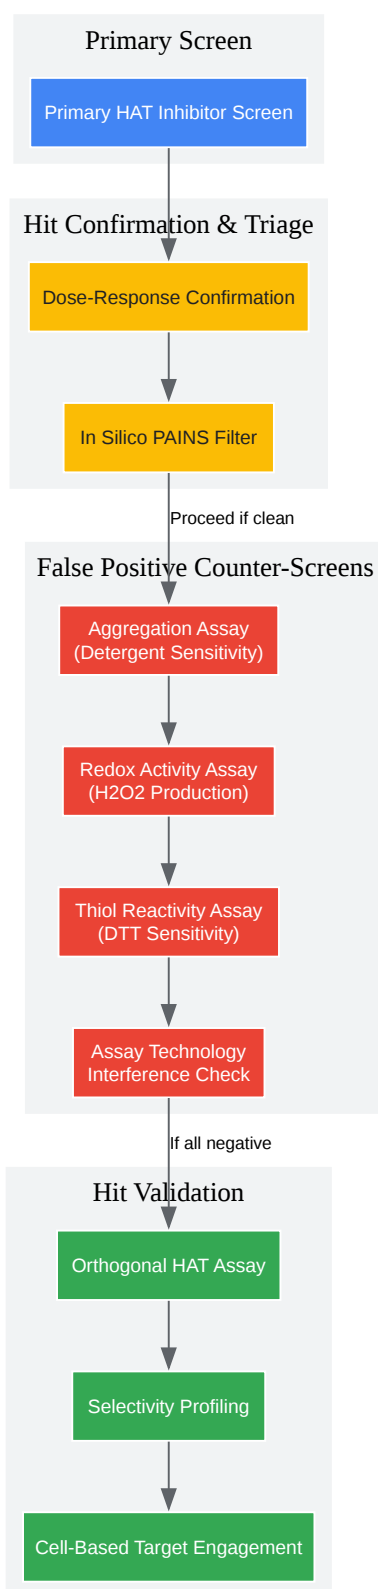 Primary Screen
Primary HAT Inhibitor Screen
Hit Confirmation & Triage
Dose-Response Confirmation
In Silico PAINS Filter
Proceed if clean
False Positive Counter-Screens
Aggregation Assay
(Detergent Sensitivity)
Redox Activity Assay
(H2O2 Production)
Thiol Reactivity Assay
(DTT Sensitivity)
Assay Technology
Interference Check
If all negative
Hit Validation
Orthogonal HAT Assay
Selectivity Profiling
Cell-Based Target Engagement